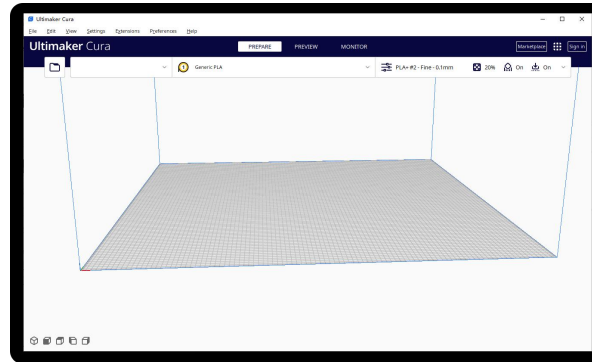 Ultimaker Cura
File Edit View Settings Extensions Preferences Help
Ultimaker Cura PREPARE PREVIEW MONITOR Marketplace Sign in
1 Generic PLA PLA+ #2 - Fine - 0.1mm 20% On On